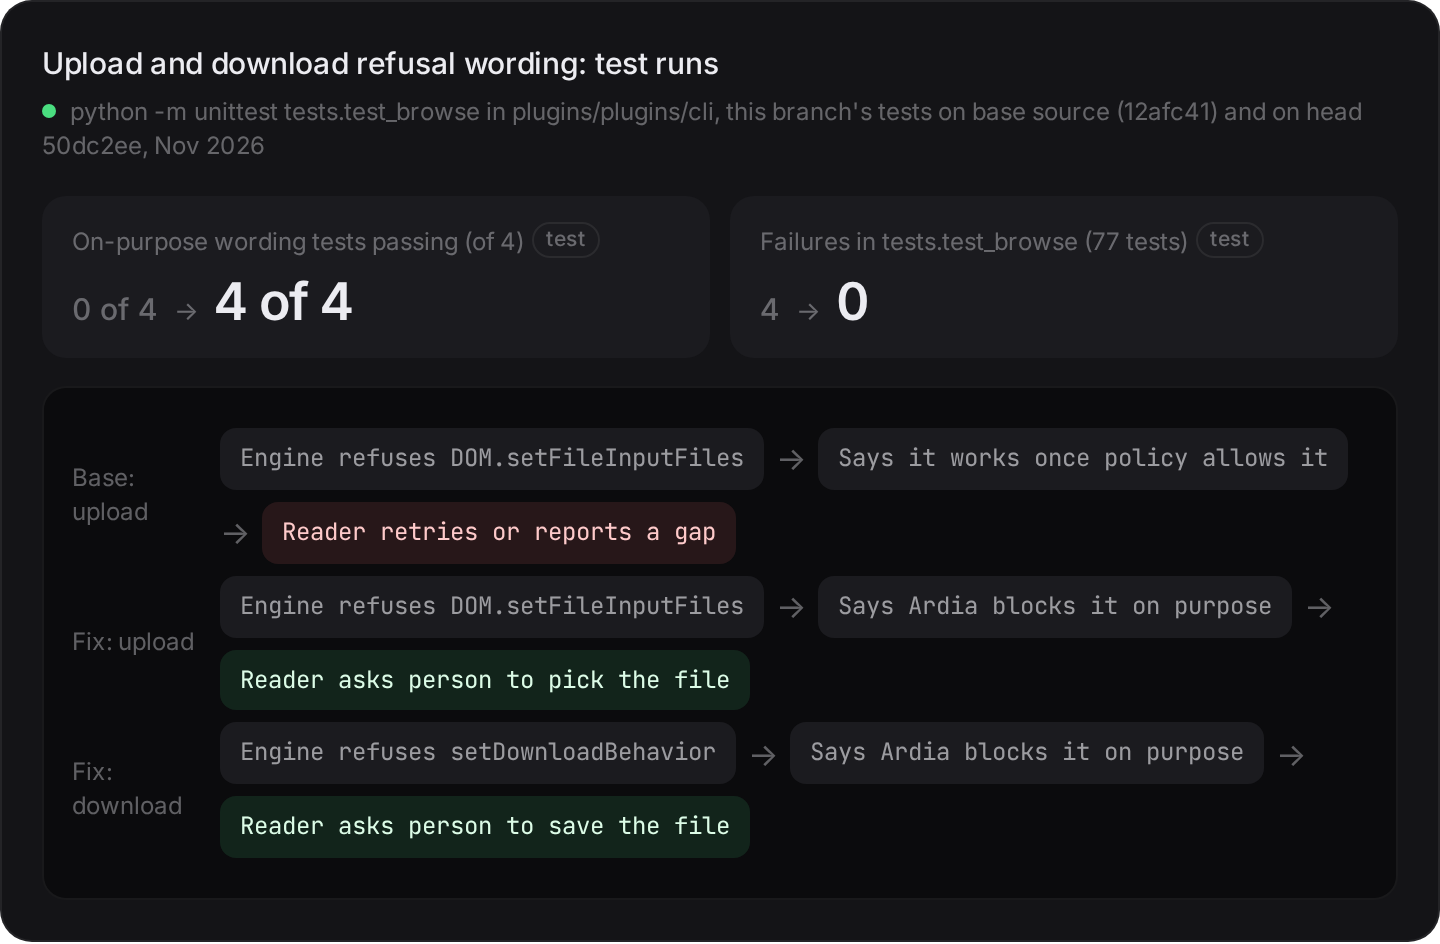 Upload and download refusal wording: test runs
python -m unittest tests.test_browse in plugins/plugins/cli, this branch's tests on base source (12afc41) and on head
50dc2ee, Nov 2026
On-purpose wording tests passing (of 4) test
0 of 4 → 4 of 4
Failures in tests.test_browse (77 tests) test
4 → 0
Base:
upload
Engine refuses DOM.setFileInputFiles → Says it works once policy allows it
→ Reader retries or reports a gap
Fix: upload
Engine refuses DOM.setFileInputFiles → Says Ardia blocks it on purpose →
Reader asks person to pick the file
Fix:
download
Engine refuses setDownloadBehavior → Says Ardia blocks it on purpose →
Reader asks person to save the file